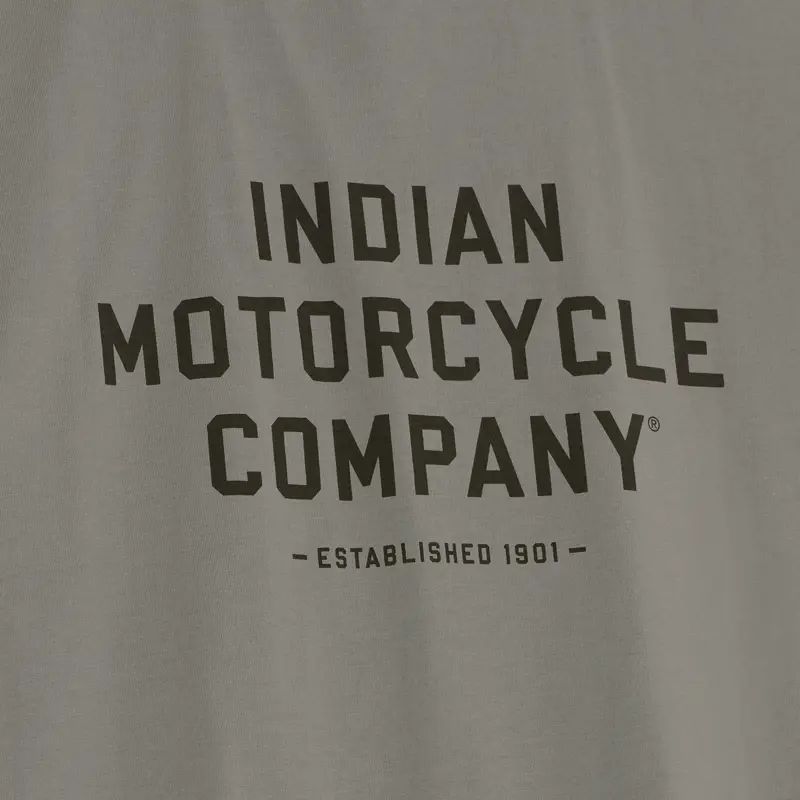 INDIAN
MOTORCYCLE
COMPANY®
– ESTABLISHED 1901 –